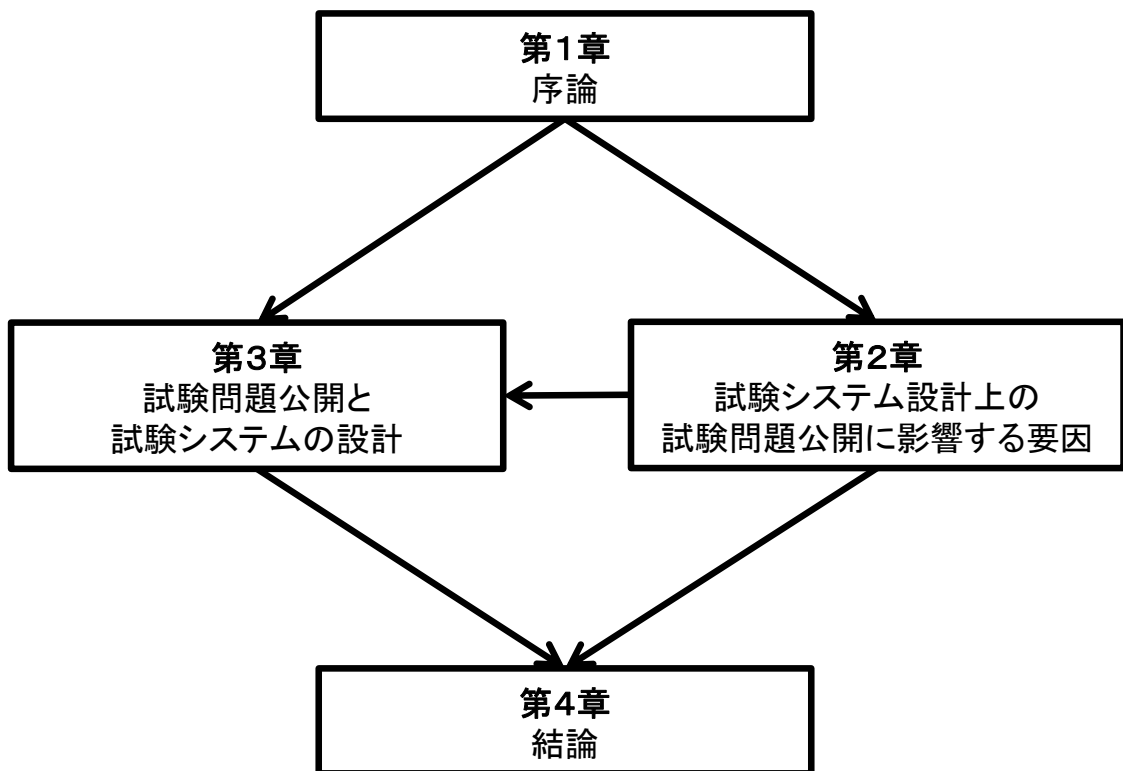 第1章
序論
第3章
試験問題公開と
試験システムの設計
第2章
試験システム設計上の
試験問題公開に影響する要因
第4章
結論